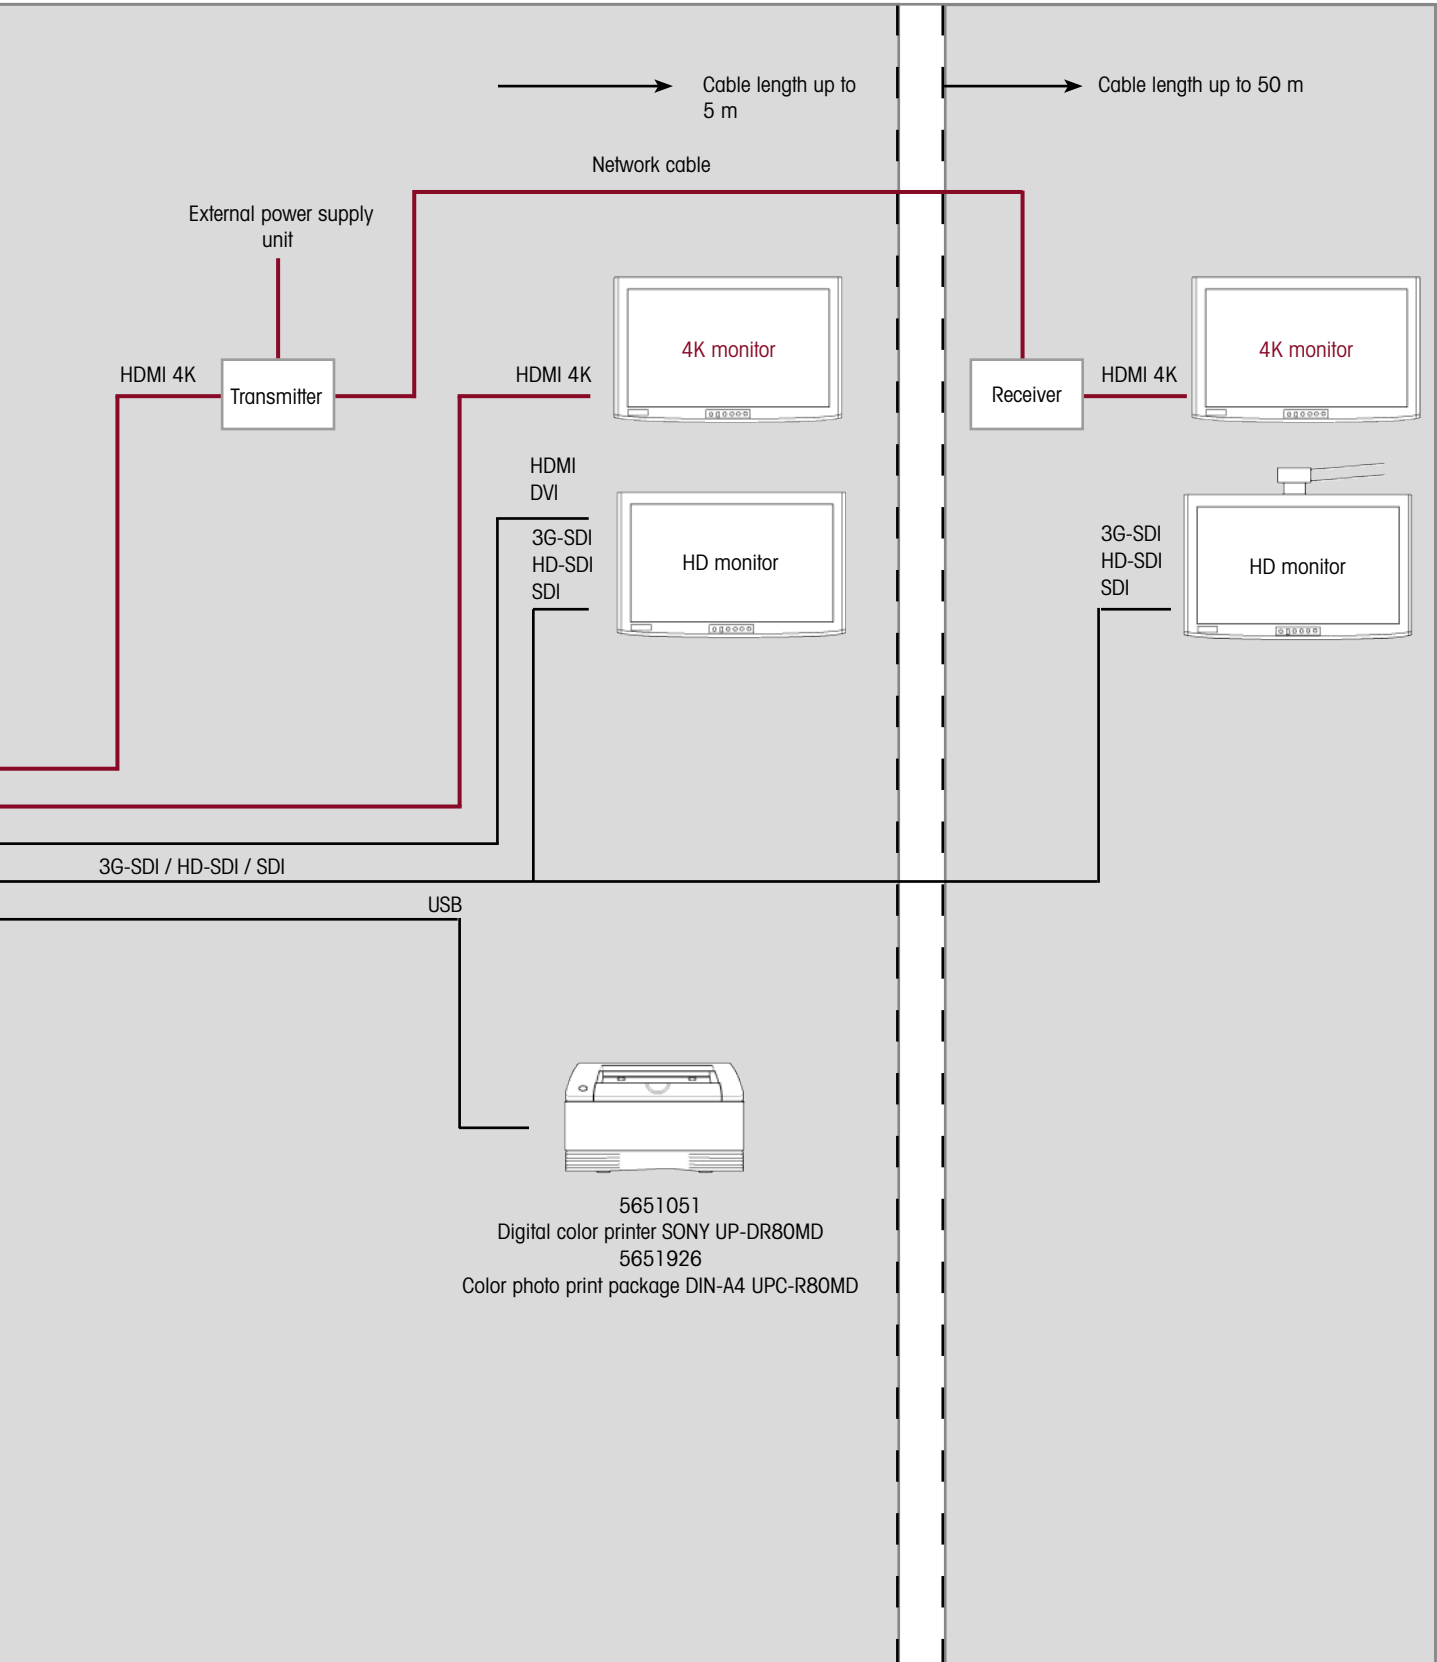 Cable length up to
5 m
Cable length up to 50 m
Network cable
External power supply
unit
HDMI 4K
Transmitter
HDMI 4K
4K monitor
Receiver
HDMI 4K
4K monitor
HDMI
DVI
3G-SDI
HD-SDI
SDI
HD monitor
3G-SDI
HD-SDI
SDI
HD monitor
3G-SDI / HD-SDI / SDI
USB
5651051
Digital color printer SONY UP-DR80MD
5651926
Color photo print package DIN-A4 UPC-R80MD